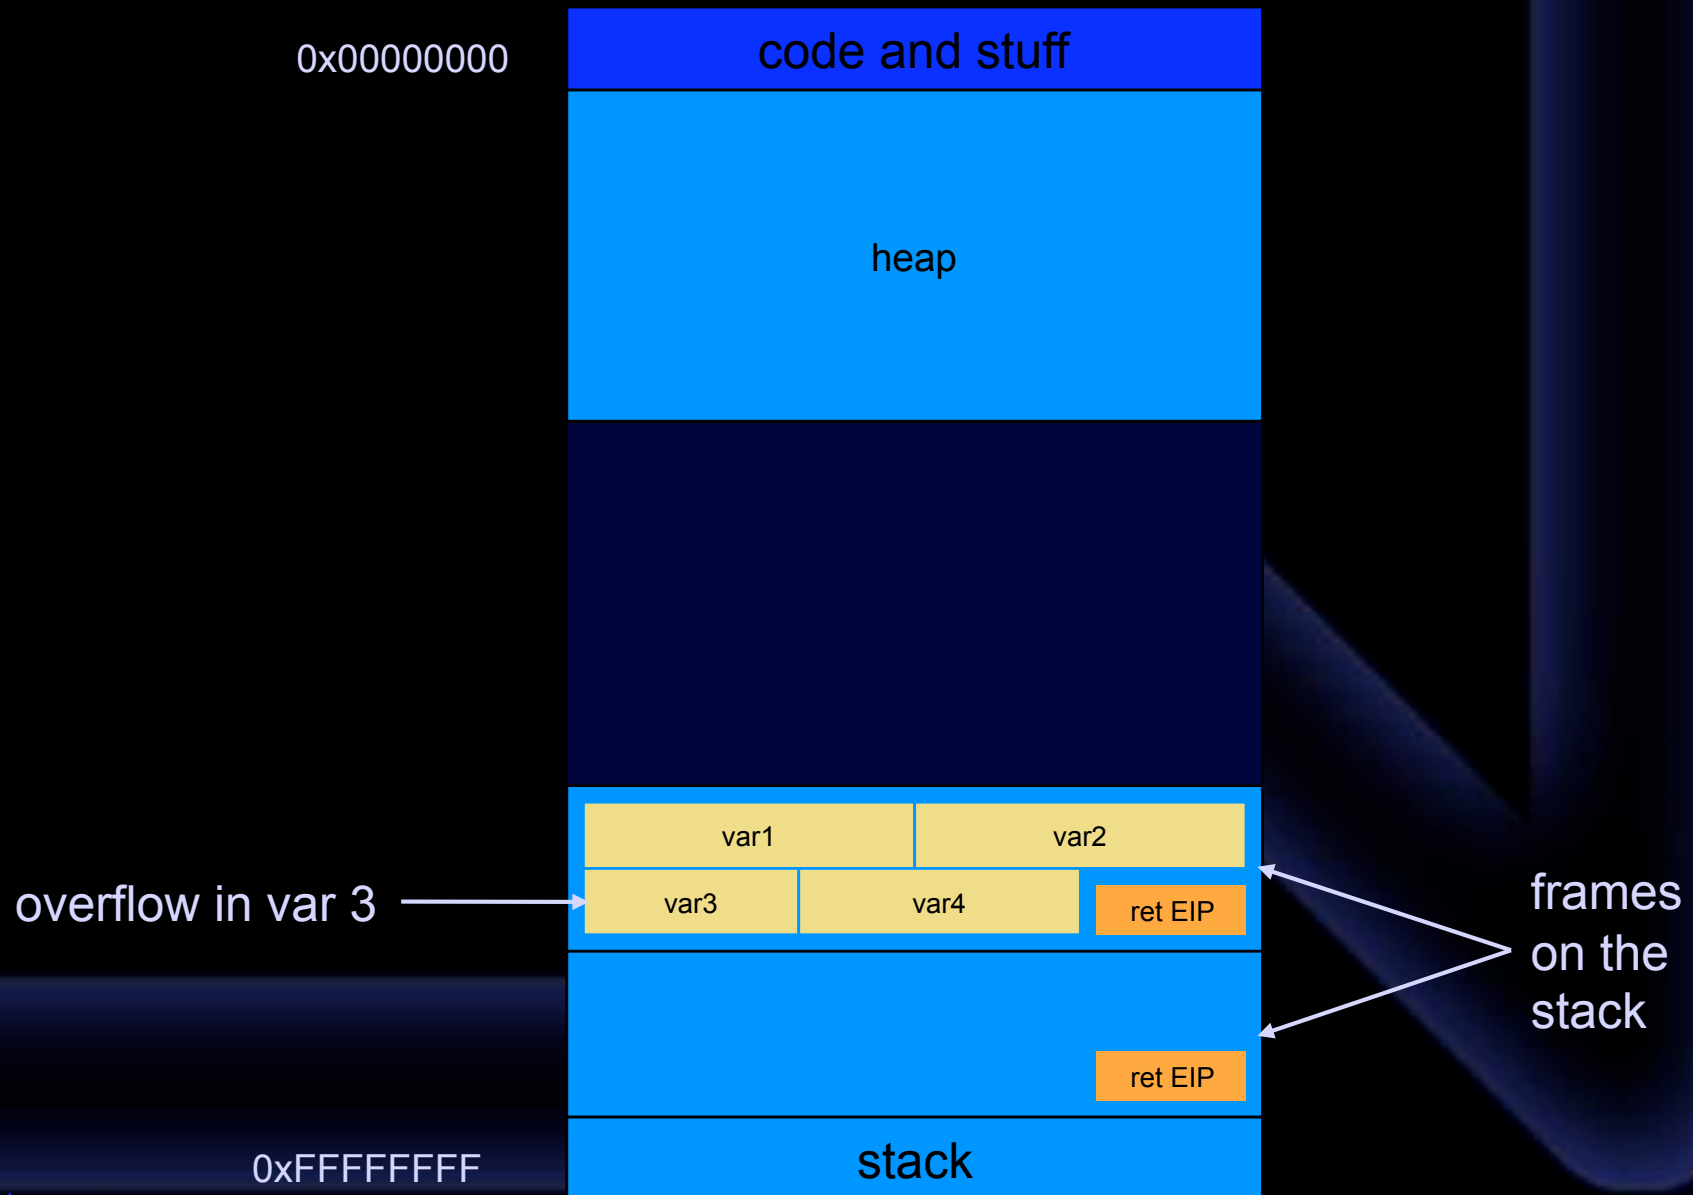 0x00000000
code and stuff
heap
var1
var2
overflow in var 3
var3
var4
ret EIP
frames
on the
stack
ret EIP
0xFFFFFFFF
stack